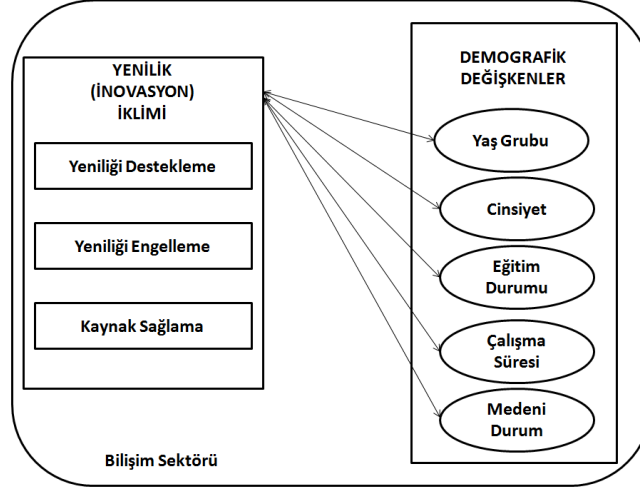 YENİLİK
(İNOVASYON)
İKLİMİ
Yeniliği Destekleme
Yeniliği Engelleme
Kaynak Sağlama
DEMOGRAFİK
DEĞİŞKENLER
Yaş Grubu
Cinsiyet
Eğitim
Durumu
Çalışma
Süresi
Medeni
Durum
Bilişim Sektörü